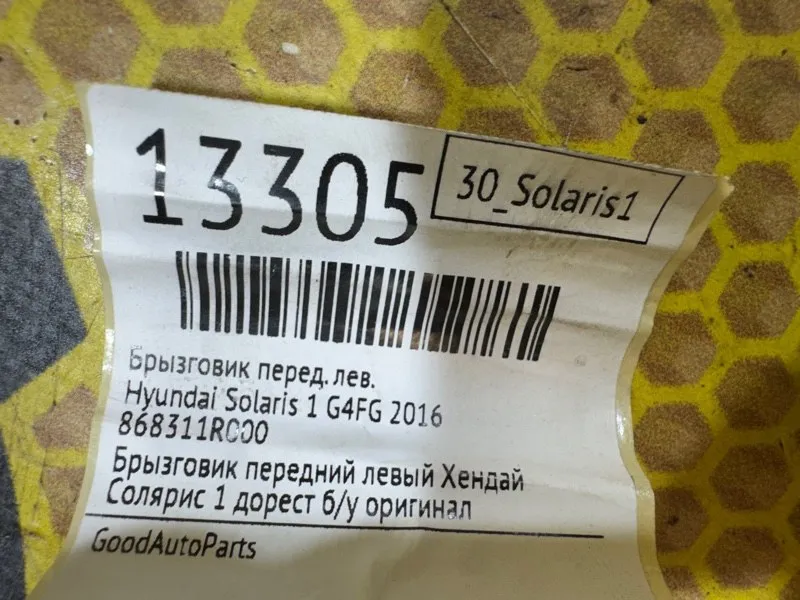 13305
30_Solaris1
Брызговик перед. лев.
Hyundai Solaris 1 G4FG 2016
868311R000
Брызговик передний левый Хендай
Солярис 1 дорест б/у оригинал
GoodAutoParts